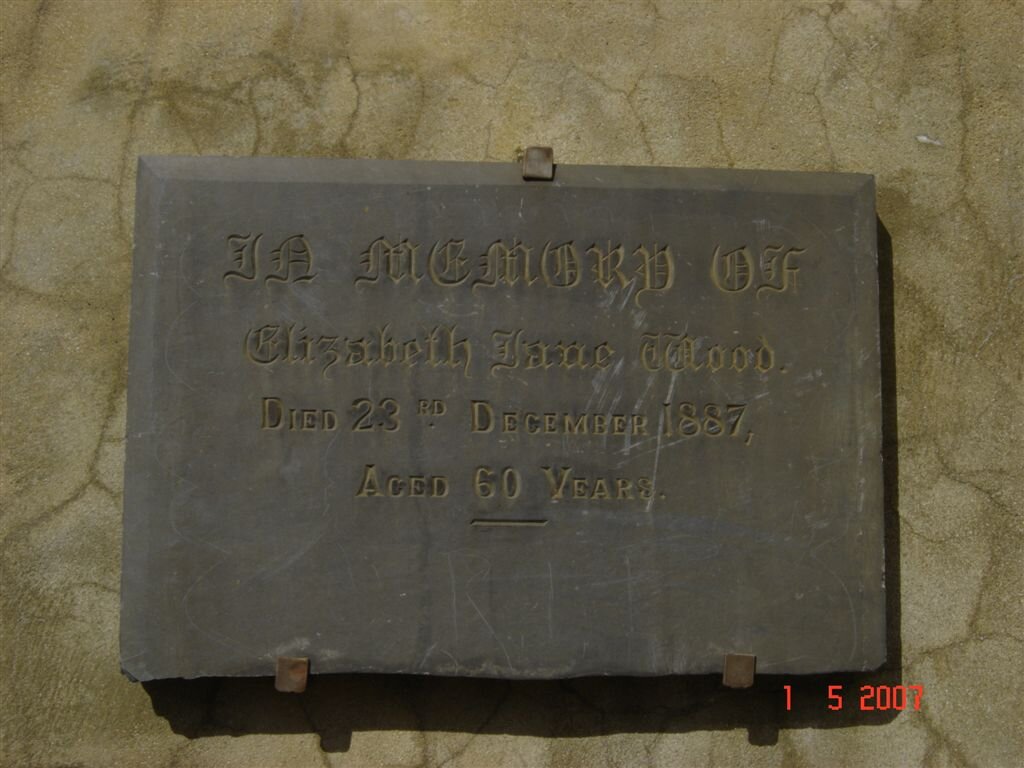 IN MEMORY OF
Elizabeth Jane Wood.
DIED 23RD DECEMBER 1887,
AGED 60 YEARS.
1 5 2007